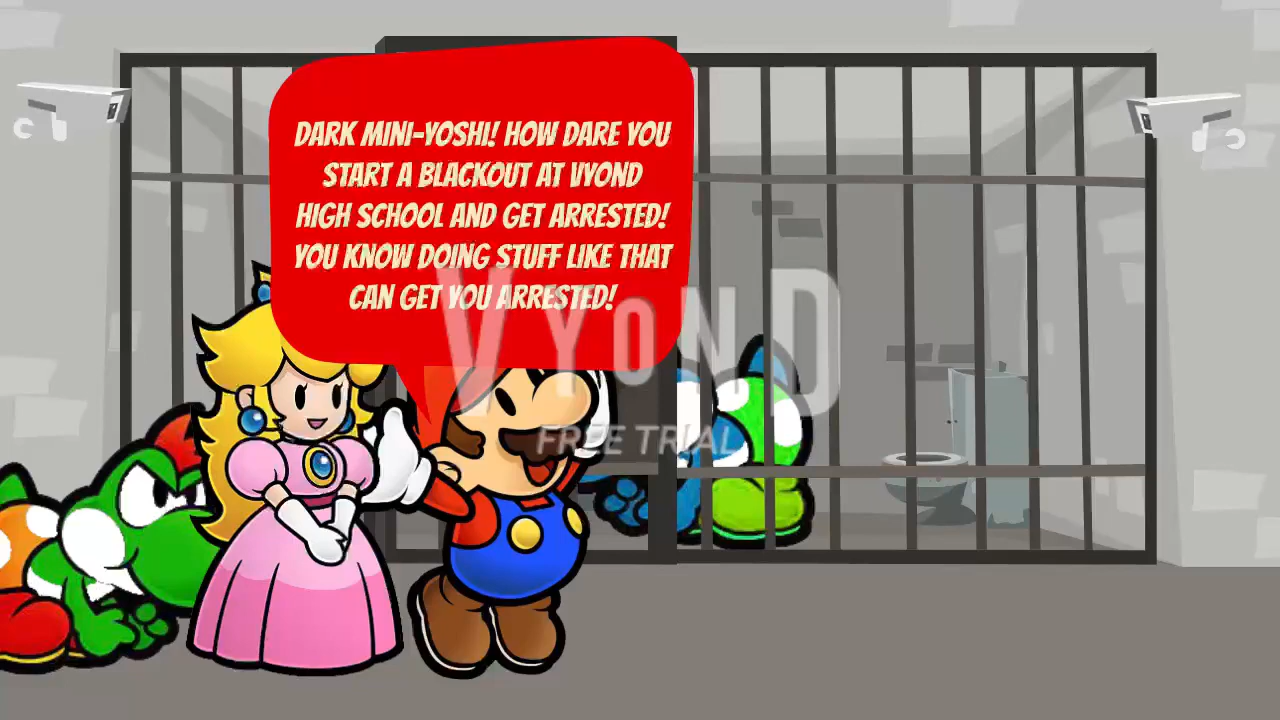 DARK MINI-YOSHI! HOW DARE YOU
START A BLACKOUT AT VYOND
HIGH SCHOOL AND GET ARRESTED!
YOU KNOW DOING STUFF LIKE THAT
CAN GET YOU ARRESTED!
VYOND
FREE TRIAL